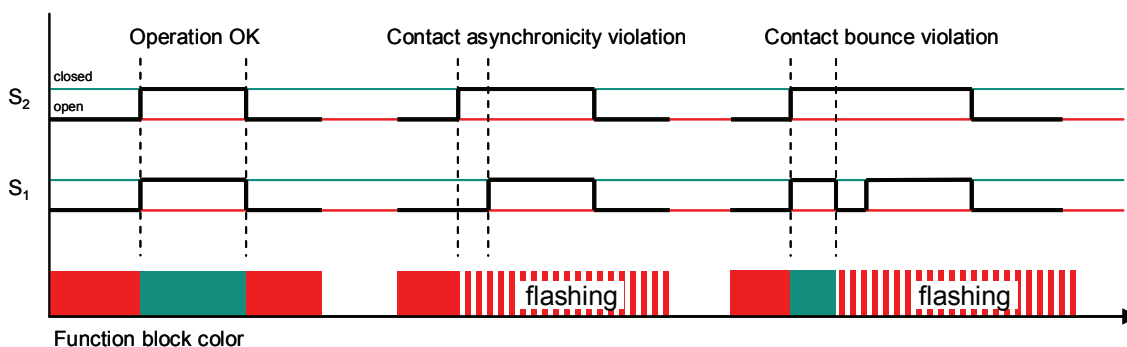 Operation OK
Contact asynchronicity violation
Contact bounce violation
closed
S2
open
S1
flashing
flashing
Function block color